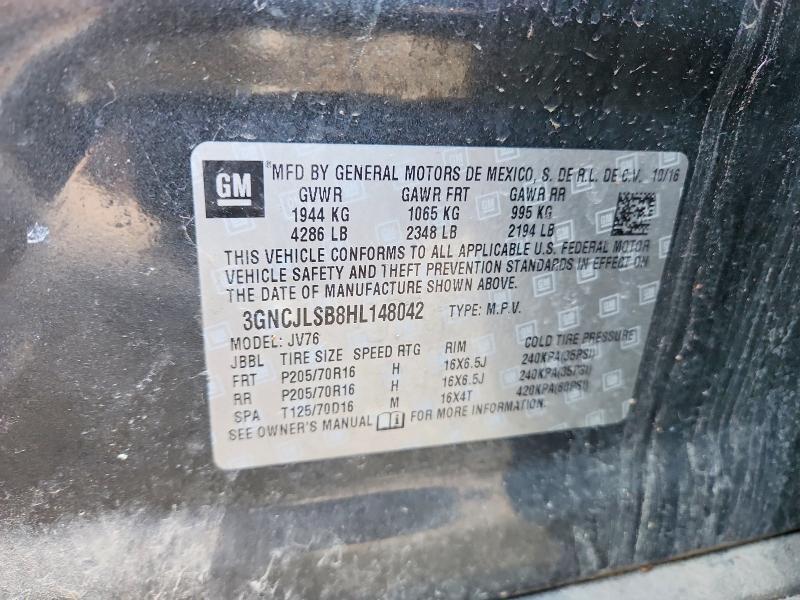 GM
® MFD BY GENERAL MOTORS DE MEXICO, S. DE R.L. DE C.V. 10/16
GVWR GAWR FRT GAWR RR
1944 KG 1065 KG 995 KG
4286 LB 2348 LB 2194 LB
THIS VEHICLE CONFORMS TO ALL APPLICABLE U.S. FEDERAL MOTOR
VEHICLE SAFETY AND THEFT PREVENTION STANDARDS IN EFFECT ON
THE DATE OF MANUFACTURE SHOWN ABOVE.
3GNCJLSB8HL148042 TYPE: M.P.V.
MODEL: JV76
JBBL TIRE SIZE SPEED RTG RIM COLD TIRE PRESSURE
FRT P205/70R16 H 16X6.5J 240KPA(35PSI)
RR P205/70R16 H 16X6.5J 240KPA(35PSI)
SPA T125/70D16 M 16X4T 420KPA(60PSI)
SEE OWNER'S MANUAL FOR MORE INFORMATION.